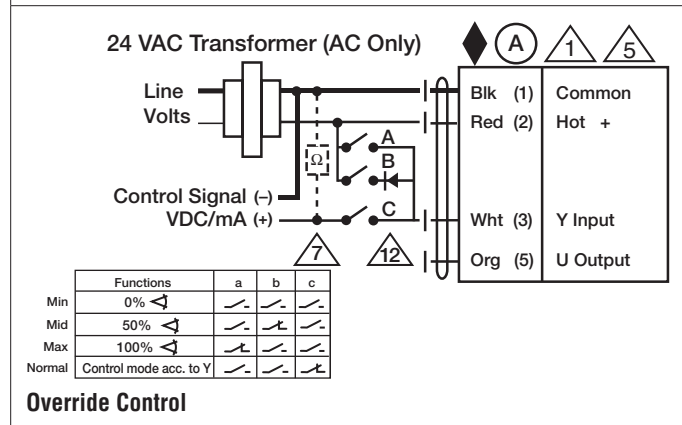 24 VAC Transformer (AC Only)
A 1 5
Line
Volts
Blk (1) Common
Red (2) Hot +
A
Ω
B
Control Signal (–)
VDC/mA (+)
C
Wht (3) Y Input
7 12
Org (5) U Output
Functions a b c
Min 0%
Mid 50%
Max 100%
Normal Control mode acc. to Y
Override Control